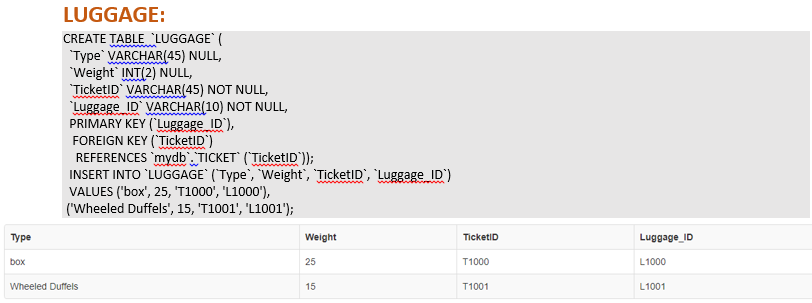 LUGGAGE:
CREATE TABLE `LUGGAGE` (
`Type` VARCHAR(45) NULL,
`Weight` INT(2) NULL,
`TicketID` VARCHAR(45) NOT NULL,
`Luggage_ID` VARCHAR(10) NOT NULL,
PRIMARY KEY (`Luggage_ID`),
FOREIGN KEY (`TicketID`)
REFERENCES `mydb`.`TICKET` (`TicketID`));
INSERT INTO `LUGGAGE` (`Type`, `Weight`, `TicketID`, `Luggage_ID`)
VALUES ('box', 25, 'T1000', 'L1000'),
('Wheeled Duffels', 15, 'T1001', 'L1001');
Type Weight TicketID Luggage_ID
box 25 T1000 L1000
Wheeled Duffels 15 T1001 L1001